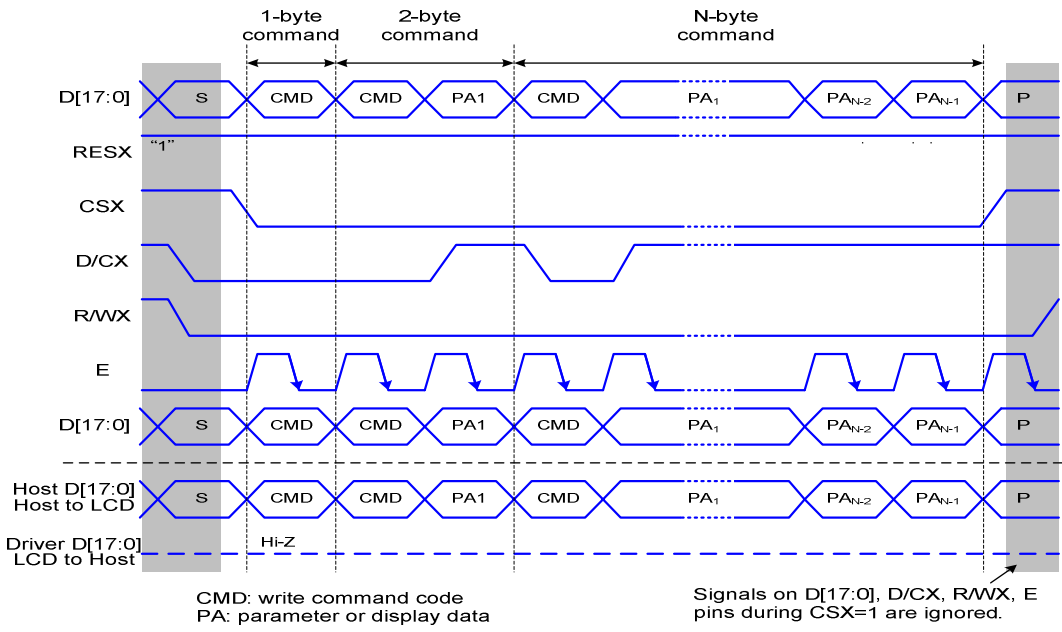 1-byte command
2-byte command
N-byte command
D[17:0] S CMD CMD PA1 CMD PA1 PAN-2 PAN-1 P
RESX "1"
CSX
D/CX
R/WX
E
D[17:0] S CMD CMD PA1 CMD PA1 PAN-2 PAN-1 P
Host D[17:0]
Host to LCD
S CMD CMD PA1 CMD PA1 PAN-2 PAN-1 P
Driver D[17:0]
LCD to Host
Hi-Z
CMD: write command code
PA: parameter or display data
Signals on D[17:0], D/CX, R/WX, E
pins during CSX=1 are ignored.